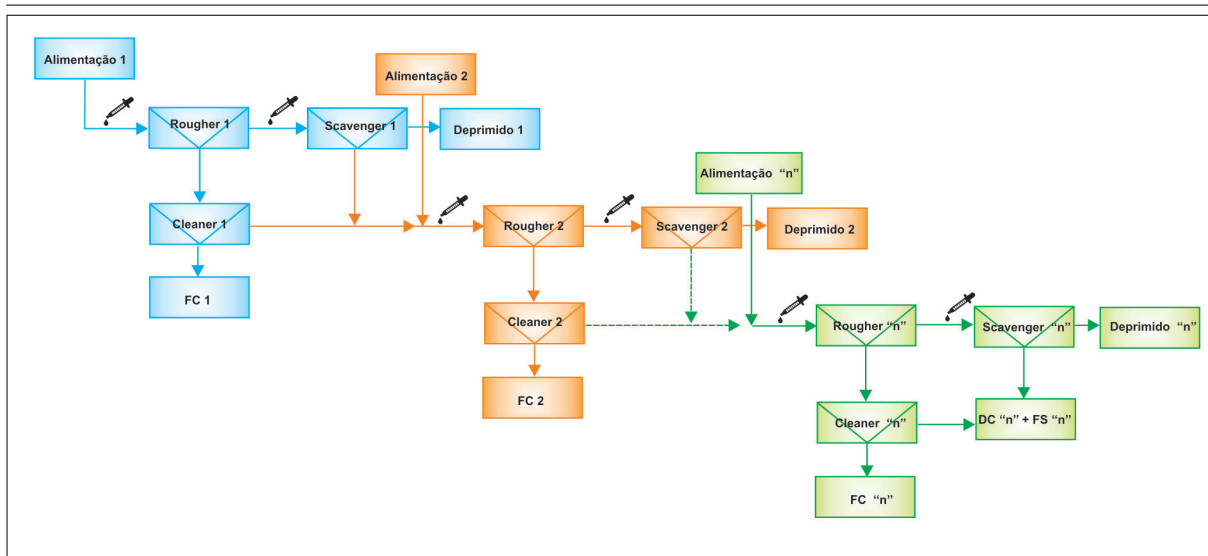 Alimentação 1
Alimentação 2
Rougher 1
Scavenger 1
Deprimido 1
Alimentação “n”
Cleaner 1
Rougher 2
Scavenger 2
Deprimido 2
FC 1
Cleaner 2
Rougher “n”
Scavenger “n”
Deprimido “n”
FC 2
Cleaner “n”
DC “n” + FS “n”
FC “n”